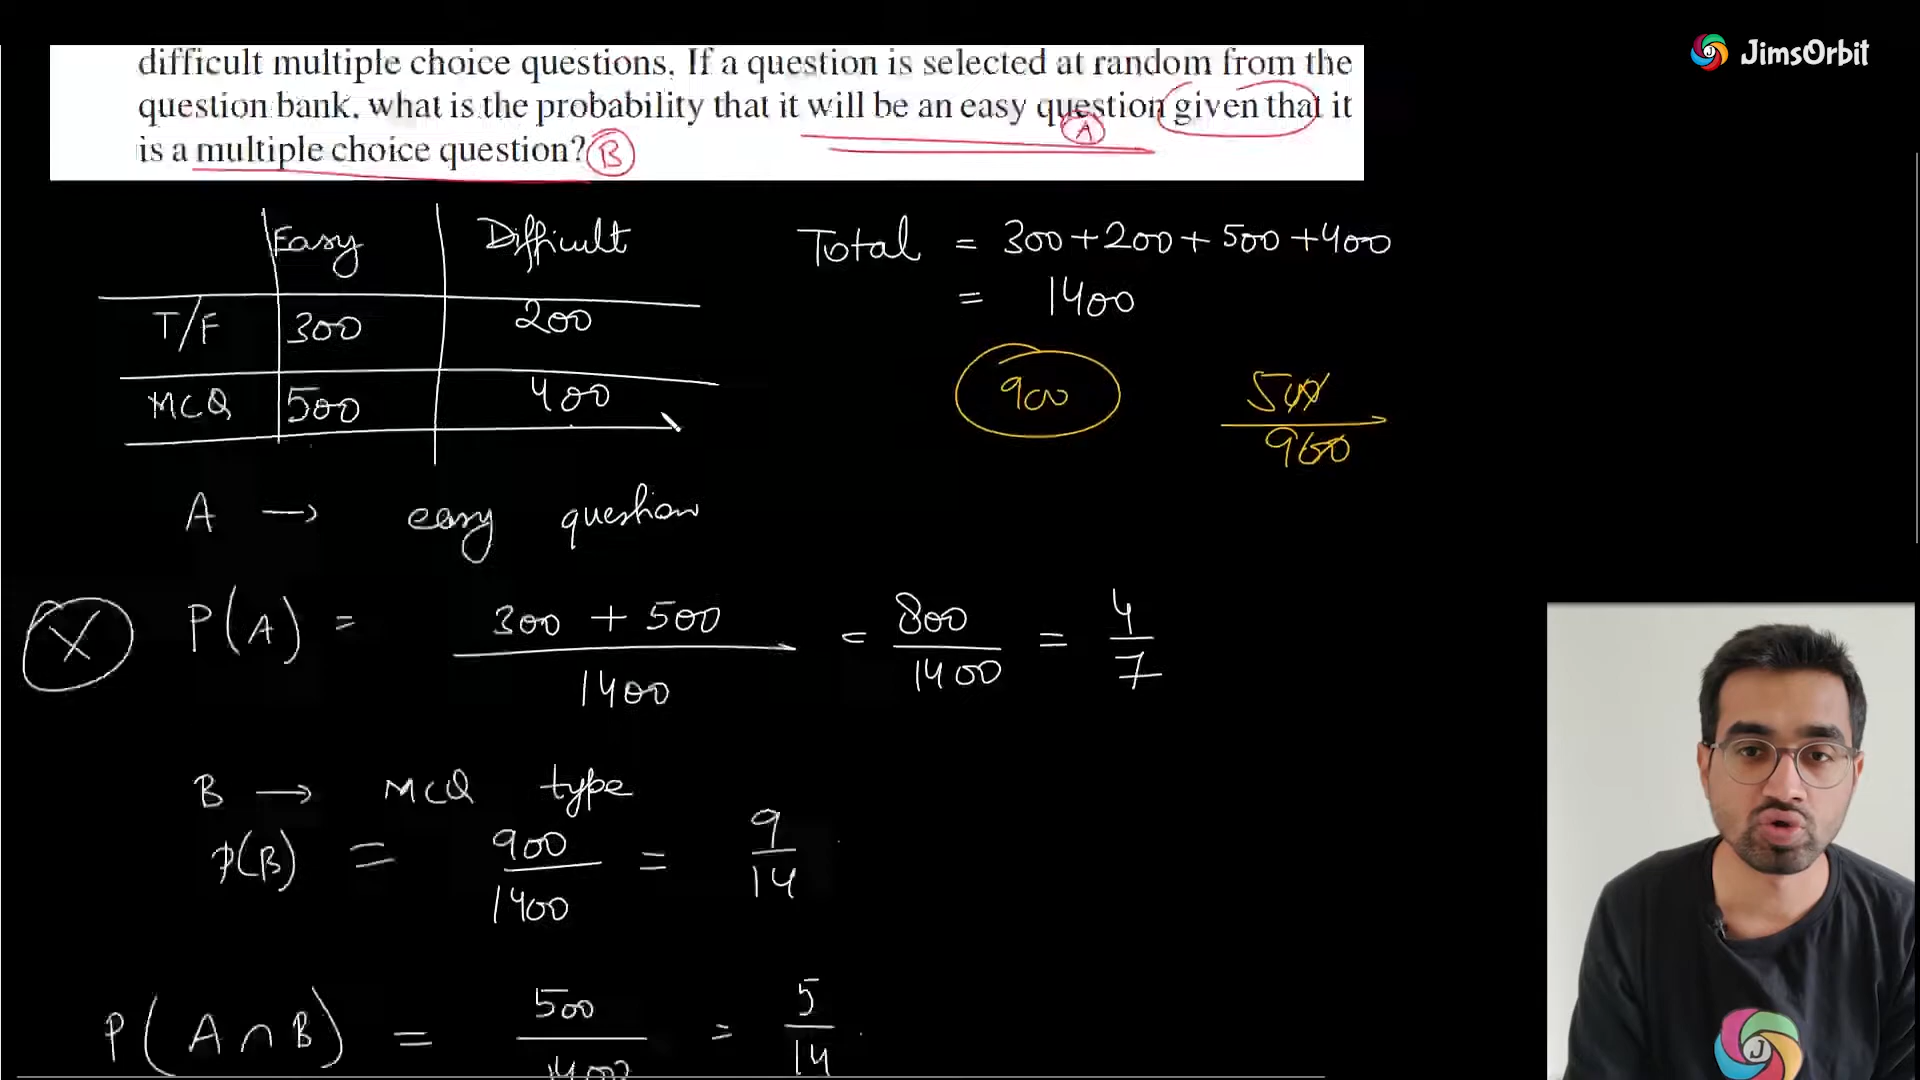 JimsOrbit
difficult multiple choice questions. If a question is selected at random from the
question bank, what is the probability that it will be an easy question given that it
is a multiple choice question?
A
B
Easy Difficult
T/F 300 200
MCQ 500 400
Total = 300+200+500+400
= 1400
900
500
900
A → easy question
X
P(A) = 300 + 500 / 1400 = 800 / 1400 = 4 / 7
B → MCQ type
P(B) = 900 / 1400 = 9 / 14
P(A ∩ B) = 500 / 1400 = 5 / 14
J